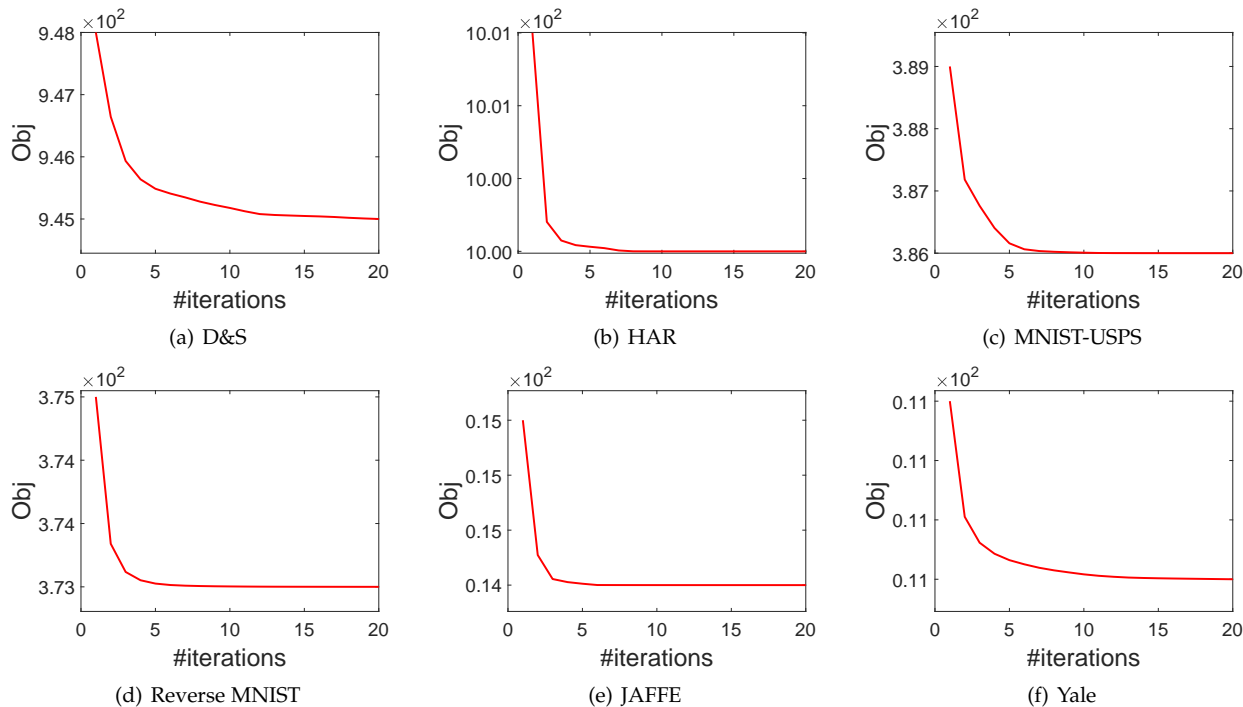 ×10²
9.48
9.47
9.46
9.45
Obj
0 5 10 15 20
#iterations
(a) D&S
×10²
10.01
10.01
10.00
10.00
Obj
0 5 10 15 20
#iterations
(b) HAR
×10²
3.89
3.88
3.87
3.86
Obj
0 5 10 15 20
#iterations
(c) MNIST-USPS
×10²
3.75
3.74
3.74
3.73
Obj
0 5 10 15 20
#iterations
(d) Reverse MNIST
×10²
0.15
0.15
0.15
0.14
Obj
0 5 10 15 20
#iterations
(e) JAFFE
×10²
0.11
0.11
0.11
0.11
Obj
0 5 10 15 20
#iterations
(f) Yale